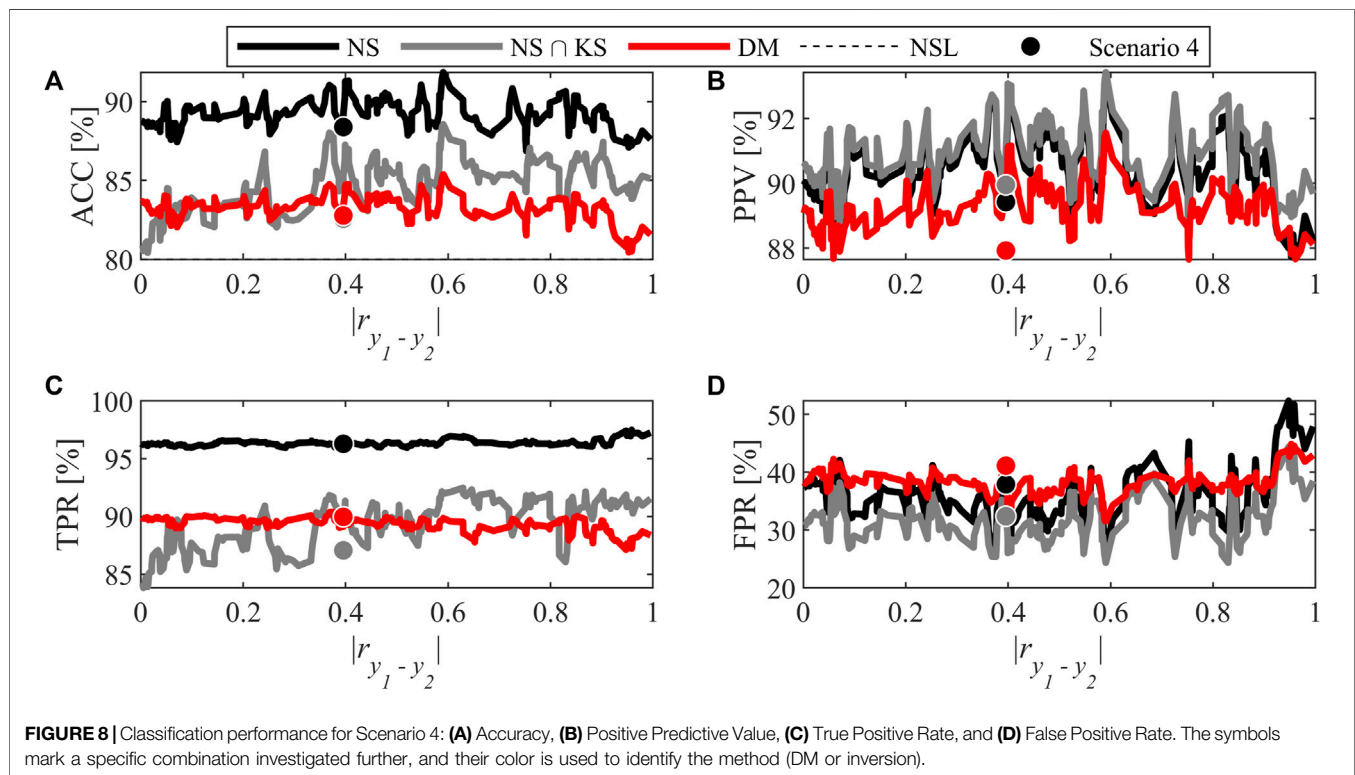 NS NS ∩ KS DM NSL Scenario 4
A
ACC [%]
90
85
80
0 0.2 0.4 0.6 0.8 1
|r y1 - y2|
B
PPV [%]
92
90
88
0 0.2 0.4 0.6 0.8 1
|r y1 - y2|
C
TPR [%]
100
95
90
85
0 0.2 0.4 0.6 0.8 1
|r y1 - y2|
D
FPR [%]
50
40
30
20
0 0.2 0.4 0.6 0.8 1
|r y1 - y2|
FIGURE 8 | Classification performance for Scenario 4: (A) Accuracy, (B) Positive Predictive Value, (C) True Positive Rate, and (D) False Positive Rate. The symbols
mark a specific combination investigated further, and their color is used to identify the method (DM or inversion).